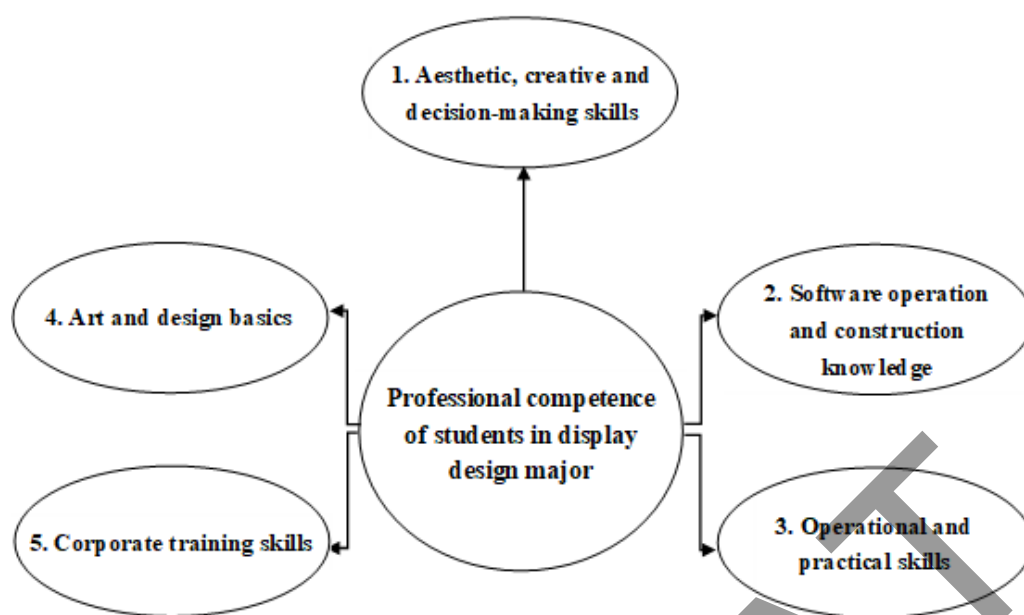 1. Aesthetic, creative and
decision-making skills
2. Software operation
and construction
knowledge
3. Operational and
practical skills
4. Art and design basics
5. Corporate training skills
Professional competence
of students in display
design major